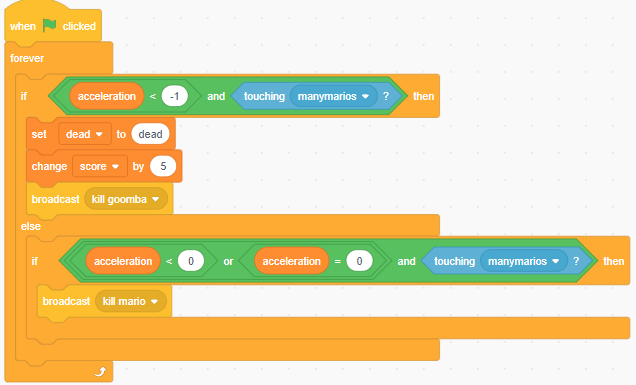 when clicked
forever
if acceleration < -1 and touching manymarios ? then
set dead to dead
change score by 5
broadcast kill goomba
else
if acceleration < 0 or acceleration = 0 and touching manymarios ? then
broadcast kill mario